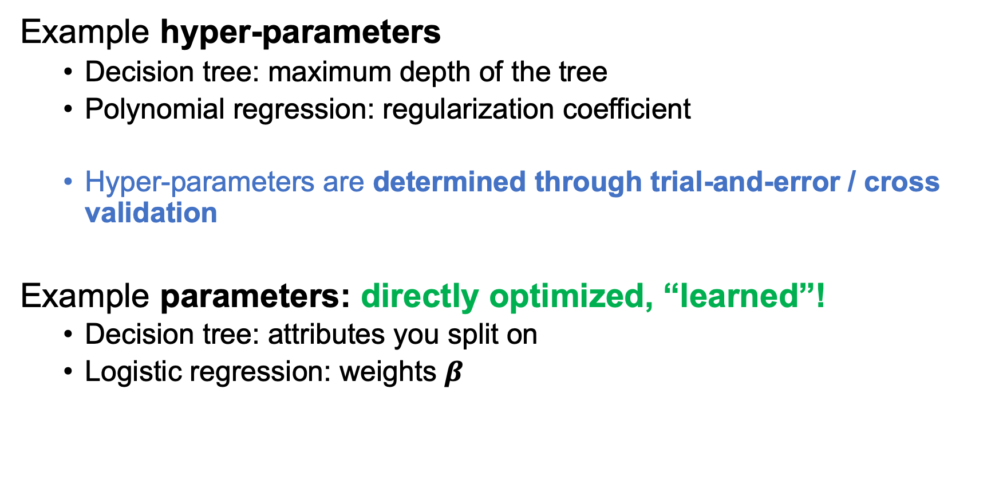 Example hyper-parameters
• Decision tree: maximum depth of the tree
• Polynomial regression: regularization coefficient
• Hyper-parameters are determined through trial-and-error / cross
validation
Example parameters: directly optimized, “learned”!
• Decision tree: attributes you split on
• Logistic regression: weights β